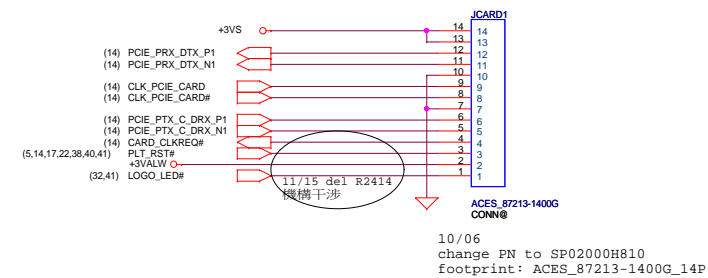 JCARD1
+3VS 14 14
13 13
(14) PCIE_PRX_DTX_P1 12 12
(14) PCIE_PRX_DTX_N1 11 11
10 10
(14) CLK_PCIE_CARD 9 9
(14) CLK_PCIE_CARD# 8 8
7 7
(14) PCIE_PTX_C_DRX_P1 6 6
(14) PCIE_PTX_C_DRX_N1 5 5
(14) CARD_CLKREQ# 4 4
(5,14,17,22,38,40,41) PLT_RST# 3 3
+3VALW 2 2
(32,41) LOGO_LED# 1 1
11/15 del R2414
機構干涉
ACES_87213-1400G
CONN@
10/06
change PN to SP02000H810
footprint: ACES_87213-1400G_14P